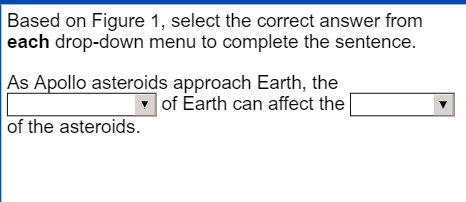 Based on Figure 1, select the correct answer from
each drop-down menu to complete the sentence.
As Apollo asteroids approach Earth, the
of Earth can affect the
of the asteroids.